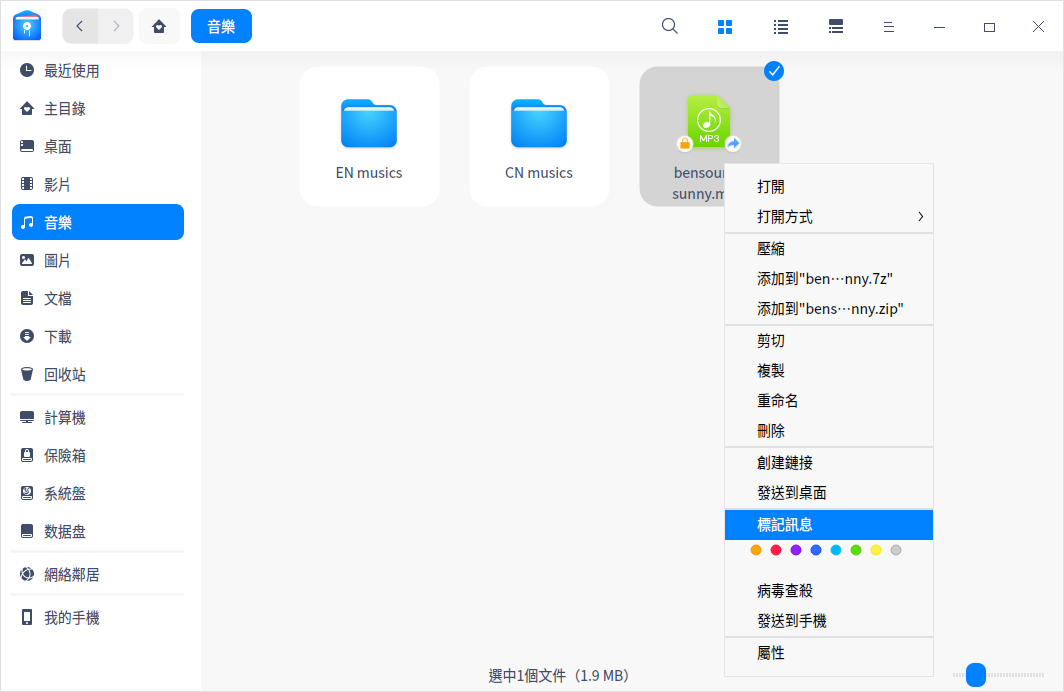 音樂
最近使用
主目錄
桌面
影片
音樂
圖片
文檔
下載
回收站
計算機
保險箱
系統盤
数据盘
網絡鄰居
我的手機
EN musics
CN musics
MP3
bensou
sunny.m
打開
打開方式
壓縮
添加到"ben⋯nny.7z"
添加到"bens⋯nny.zip"
剪切
複製
重命名
刪除
創建鏈接
發送到桌面
標記訊息
病毒查殺
發送到手機
屬性
選中1個文件（1.9 MB）